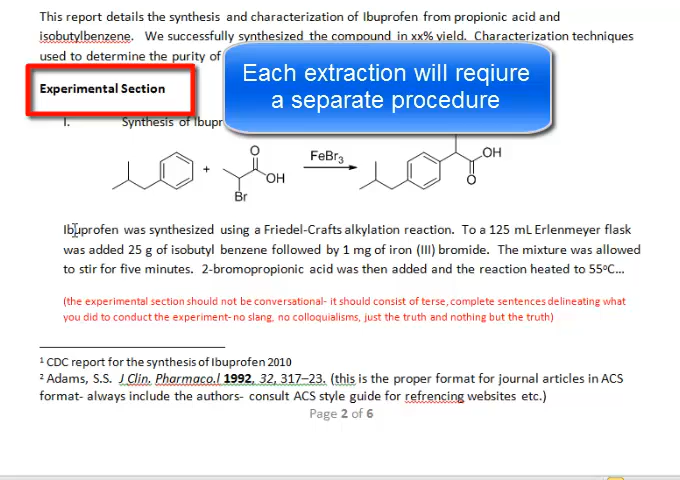 This report details the synthesis and characterization of Ibuprofen from propionic acid and
isobutylbenzene. We successfully synthesized the compound in xx% yield. Characterization techniques
used to determine the purity of
Each extraction will reqiure
a separate procedure
Experimental Section
I. Synthesis of Ibup
O
OH
Br
+
FeBr3
OH
O
Ibuprofen was synthesized using a Friedel-Crafts alkylation reaction. To a 125 mL Erlenmeyer flask
was added 25 g of isobutyl benzene followed by 1 mg of iron (III) bromide. The mixture was allowed
to stir for five minutes. 2-bromopropionic acid was then added and the reaction heated to 55°C…
(the experimental section should not be conversational- it should consist of terse, complete sentences delineating what
you did to conduct the experiment- no slang, no colloquialisms, just the truth and nothing but the truth)
1 CDC report for the synthesis of Ibuprofen 2010
2 Adams, S.S. J Clin. Pharmaco.l 1992, 32, 317–23. (this is the proper format for journal articles in ACS
format- always include the authors- consult ACS style guide for refrencing websites etc.)
Page 2 of 6